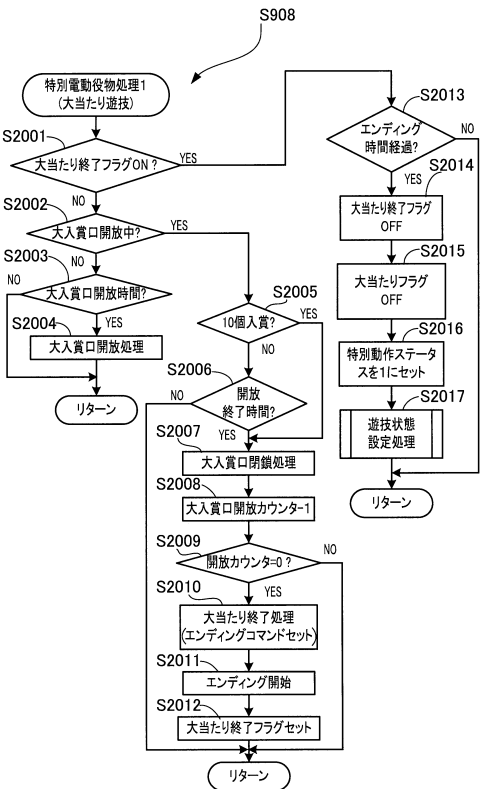 S908
特別電動役物処理1
(大当たり遊技)
S2001
大当たり終了フラグON?
YES
NO
S2002
大入賞口開放中?
YES
NO
S2003
大入賞口開放時間?
NO
YES
S2004
大入賞口開放処理
リターン
S2005
10個入賞?
YES
NO
S2006
開放
終了時間?
NO
YES
S2007
大入賞口閉鎖処理
S2008
大入賞口開放カウンター-1
S2009
開放カウンタ=0?
NO
YES
S2010
大当たり終了処理
(エンディングコマンドセット)
S2011
エンディング開始
S2012
大当たり終了フラグセット
リターン
S2013
エンディング
時間経過?
NO
YES
S2014
大当たり終了フラグ
OFF
S2015
大当たりフラグ
OFF
S2016
特別動作ステータ
スを1にセット
S2017
遊技状態
設定処理
リターン